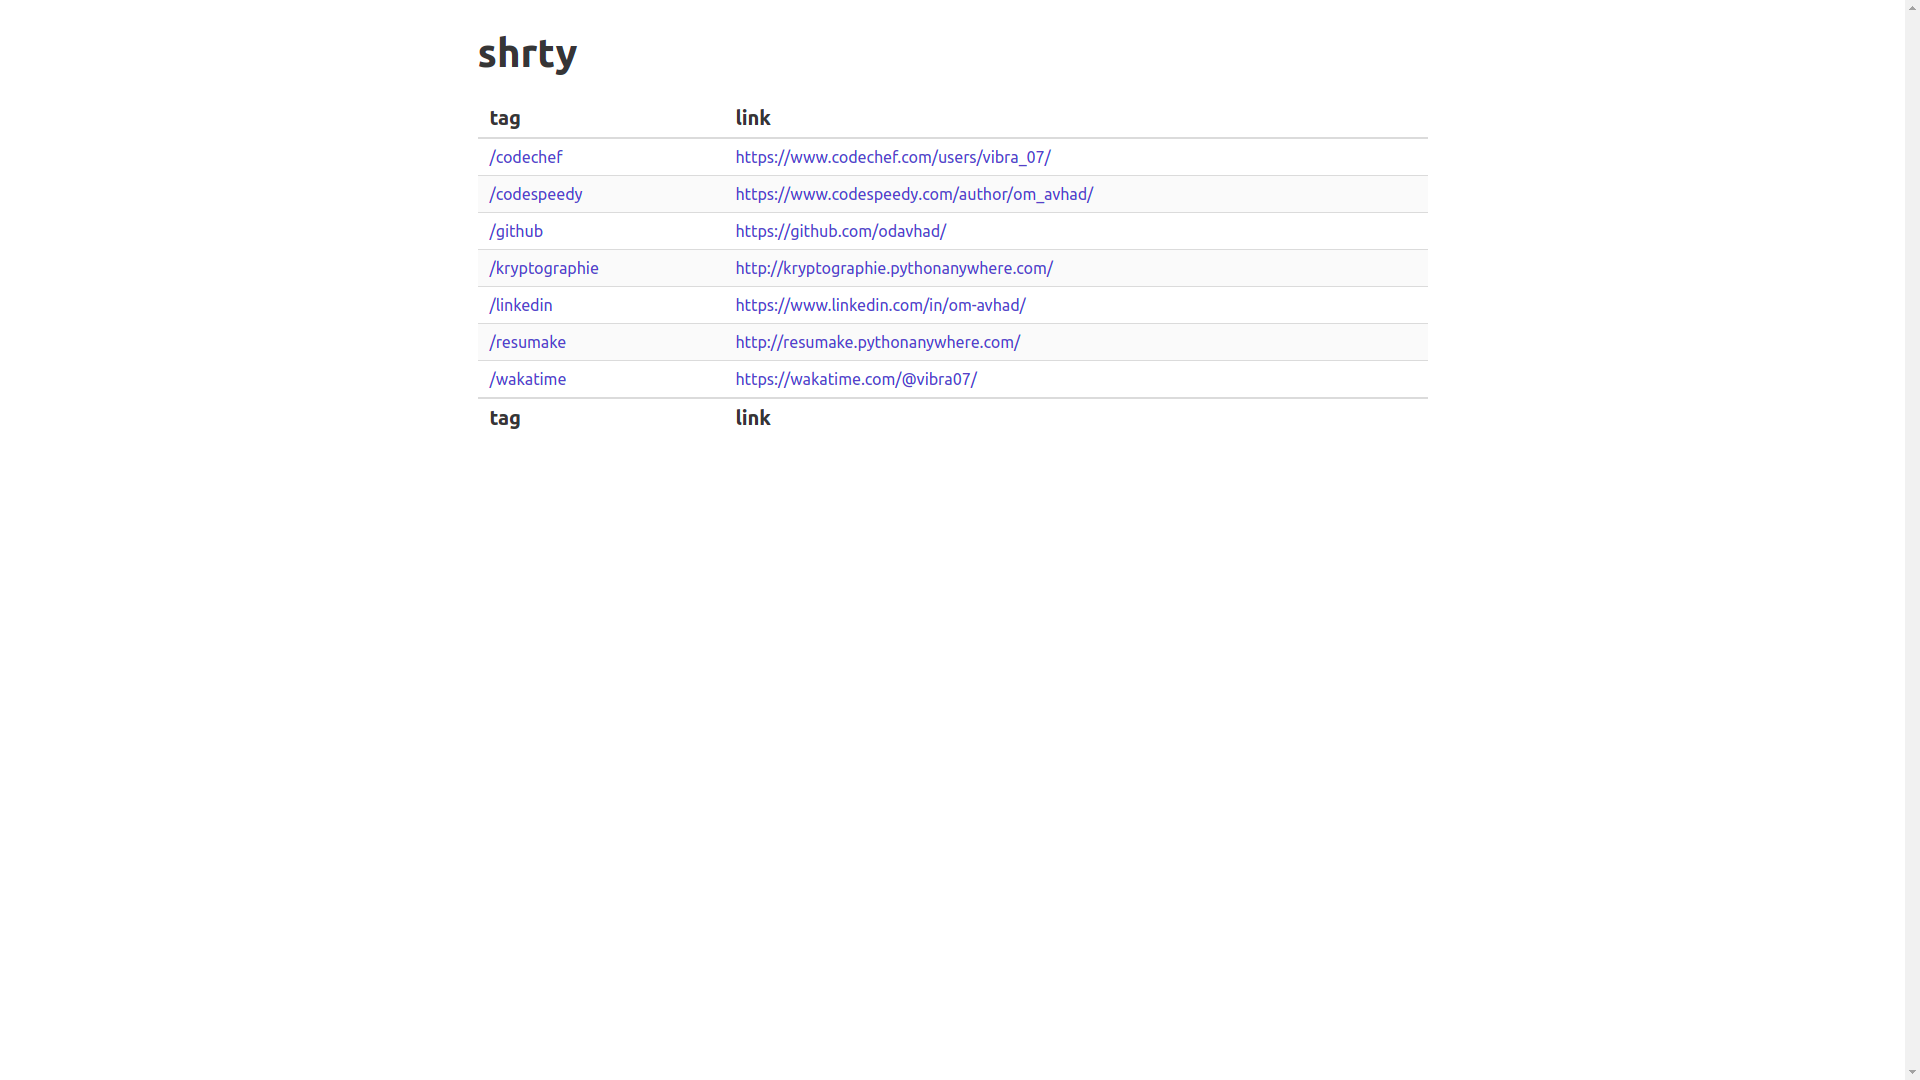 shrty
tag link
/codechef https://www.codechef.com/users/vibra_07/
/codespeedy https://www.codespeedy.com/author/om_avhad/
/github https://github.com/odavhad/
/kryptographie http://kryptographie.pythonanywhere.com/
/linkedin https://www.linkedin.com/in/om-avhad/
/resumake http://resumake.pythonanywhere.com/
/wakatime https://wakatime.com/@vibra07/
tag link